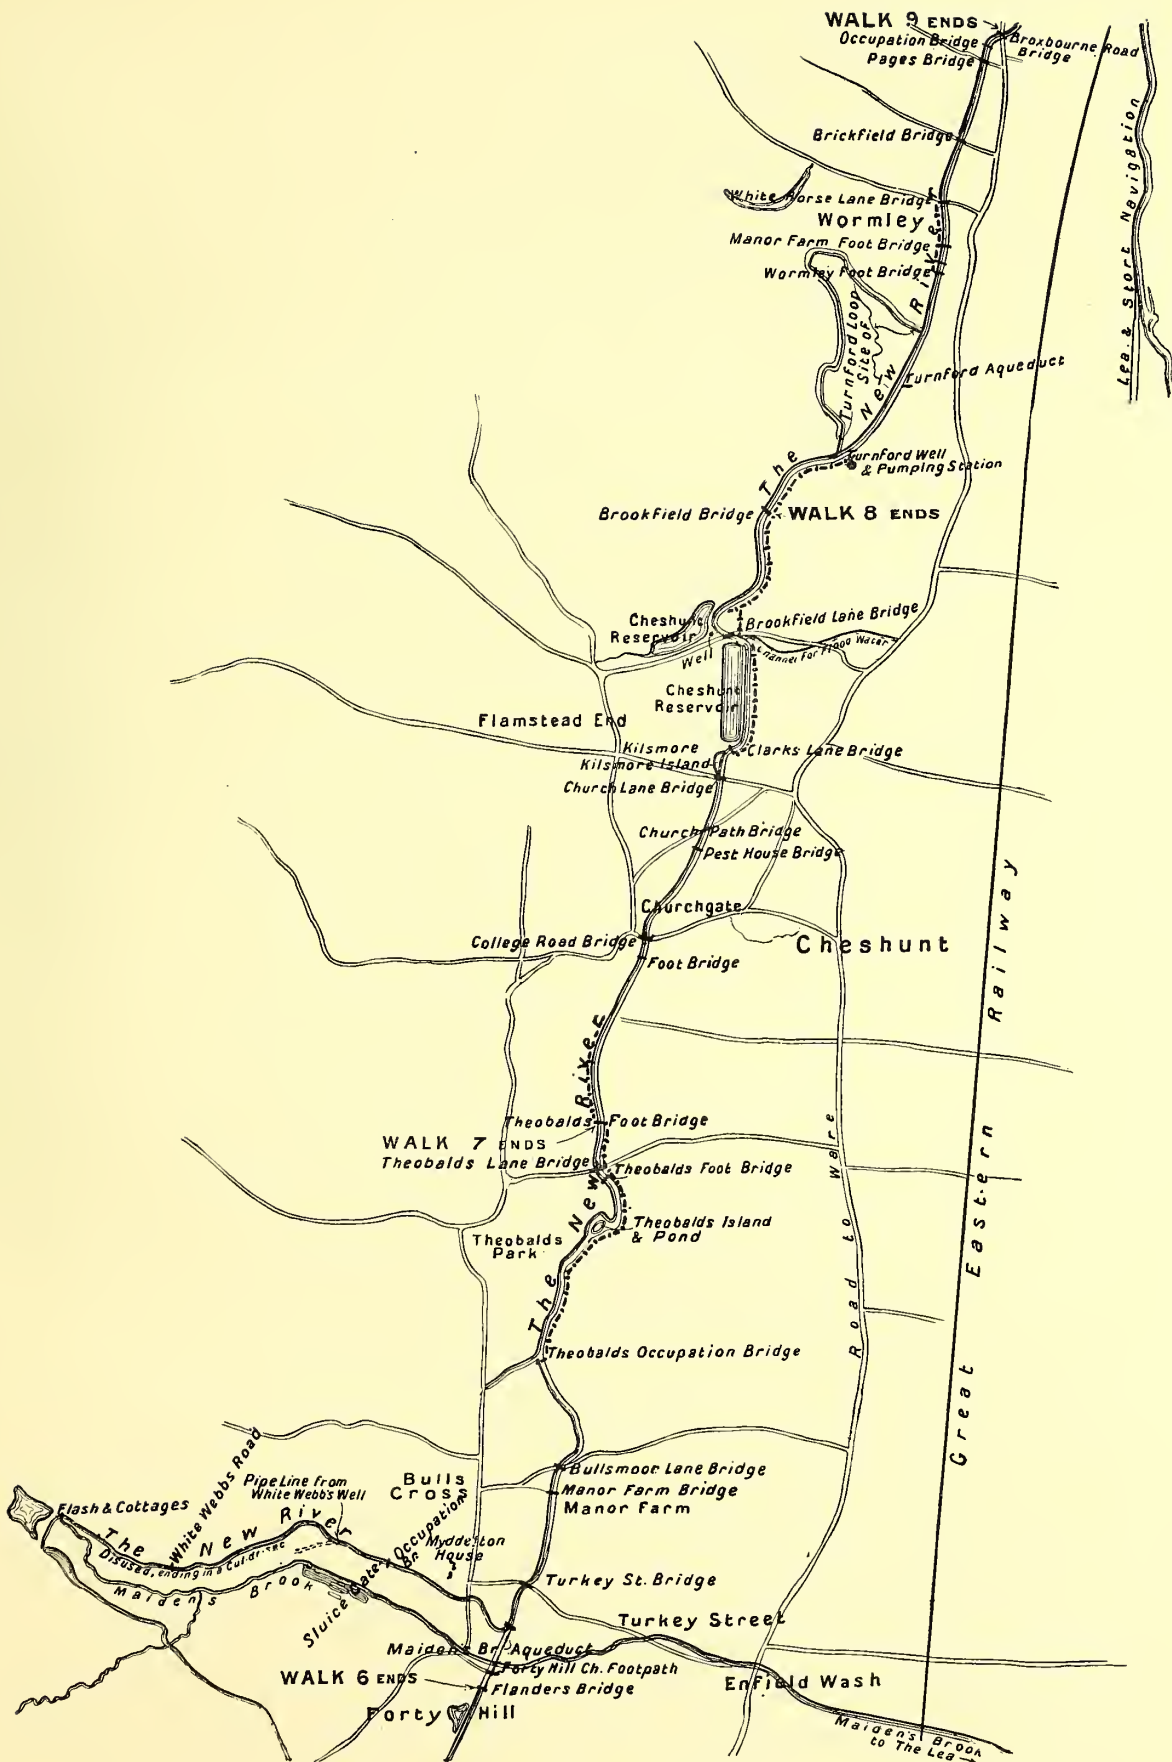 WALK 9 ENDS
Occupation Bridge
Broxbourne Road
Bridge
Pages Bridge
Lea. & Stort Navigation
Brickfield Bridge
White Horse Lane Bridge
Wormley
Manor Farm Foot Bridge
Wormley Foot Bridge
Turnford Loop
Site of
The New River
Turnford Aqueduct
Turnford Well
& Pumping Station
Brookfield Bridge
WALK 8 ENDS
Cheshunt
Reservoir
Brookfield Lane Bridge
Channel For Flood Water
Well
Cheshunt
Reservoir
Flamstead End
Kilsmore
Kilsmore Island
Clarks Lane Bridge
Church Lane Bridge
Church Path Bridge
Pest House Bridge
Churchgate
College Road Bridge
Cheshunt
Foot Bridge
Great Eastern Railway
Road to Ware
The New River
Theobalds Foot Bridge
WALK 7 ENDS
Theobalds Lane Bridge
Theobalds Foot Bridge
Theobalds Island
& Pond
Theobalds
Park
Theobalds Occupation Bridge
Bullsmoor Lane Bridge
Bulls
Cross
Manor Farm Bridge
Manor Farm
White Webbs Road
Pipe Line from
White Webb's Well
Flash & Cottages
The New River
Disused, ending in a Cul.de.sac
Maidens Brook
Sluice Gate
Occupation
Br.
Myddelton
House
Turkey St. Bridge
Turkey Street
Maiden's Br. Aqueduct
Forty Hill Ch. Footpath
WALK 6 ENDS
Flanders Bridge
Enfield Wash
Forty Hill
Maiden's Brook
to The Lea